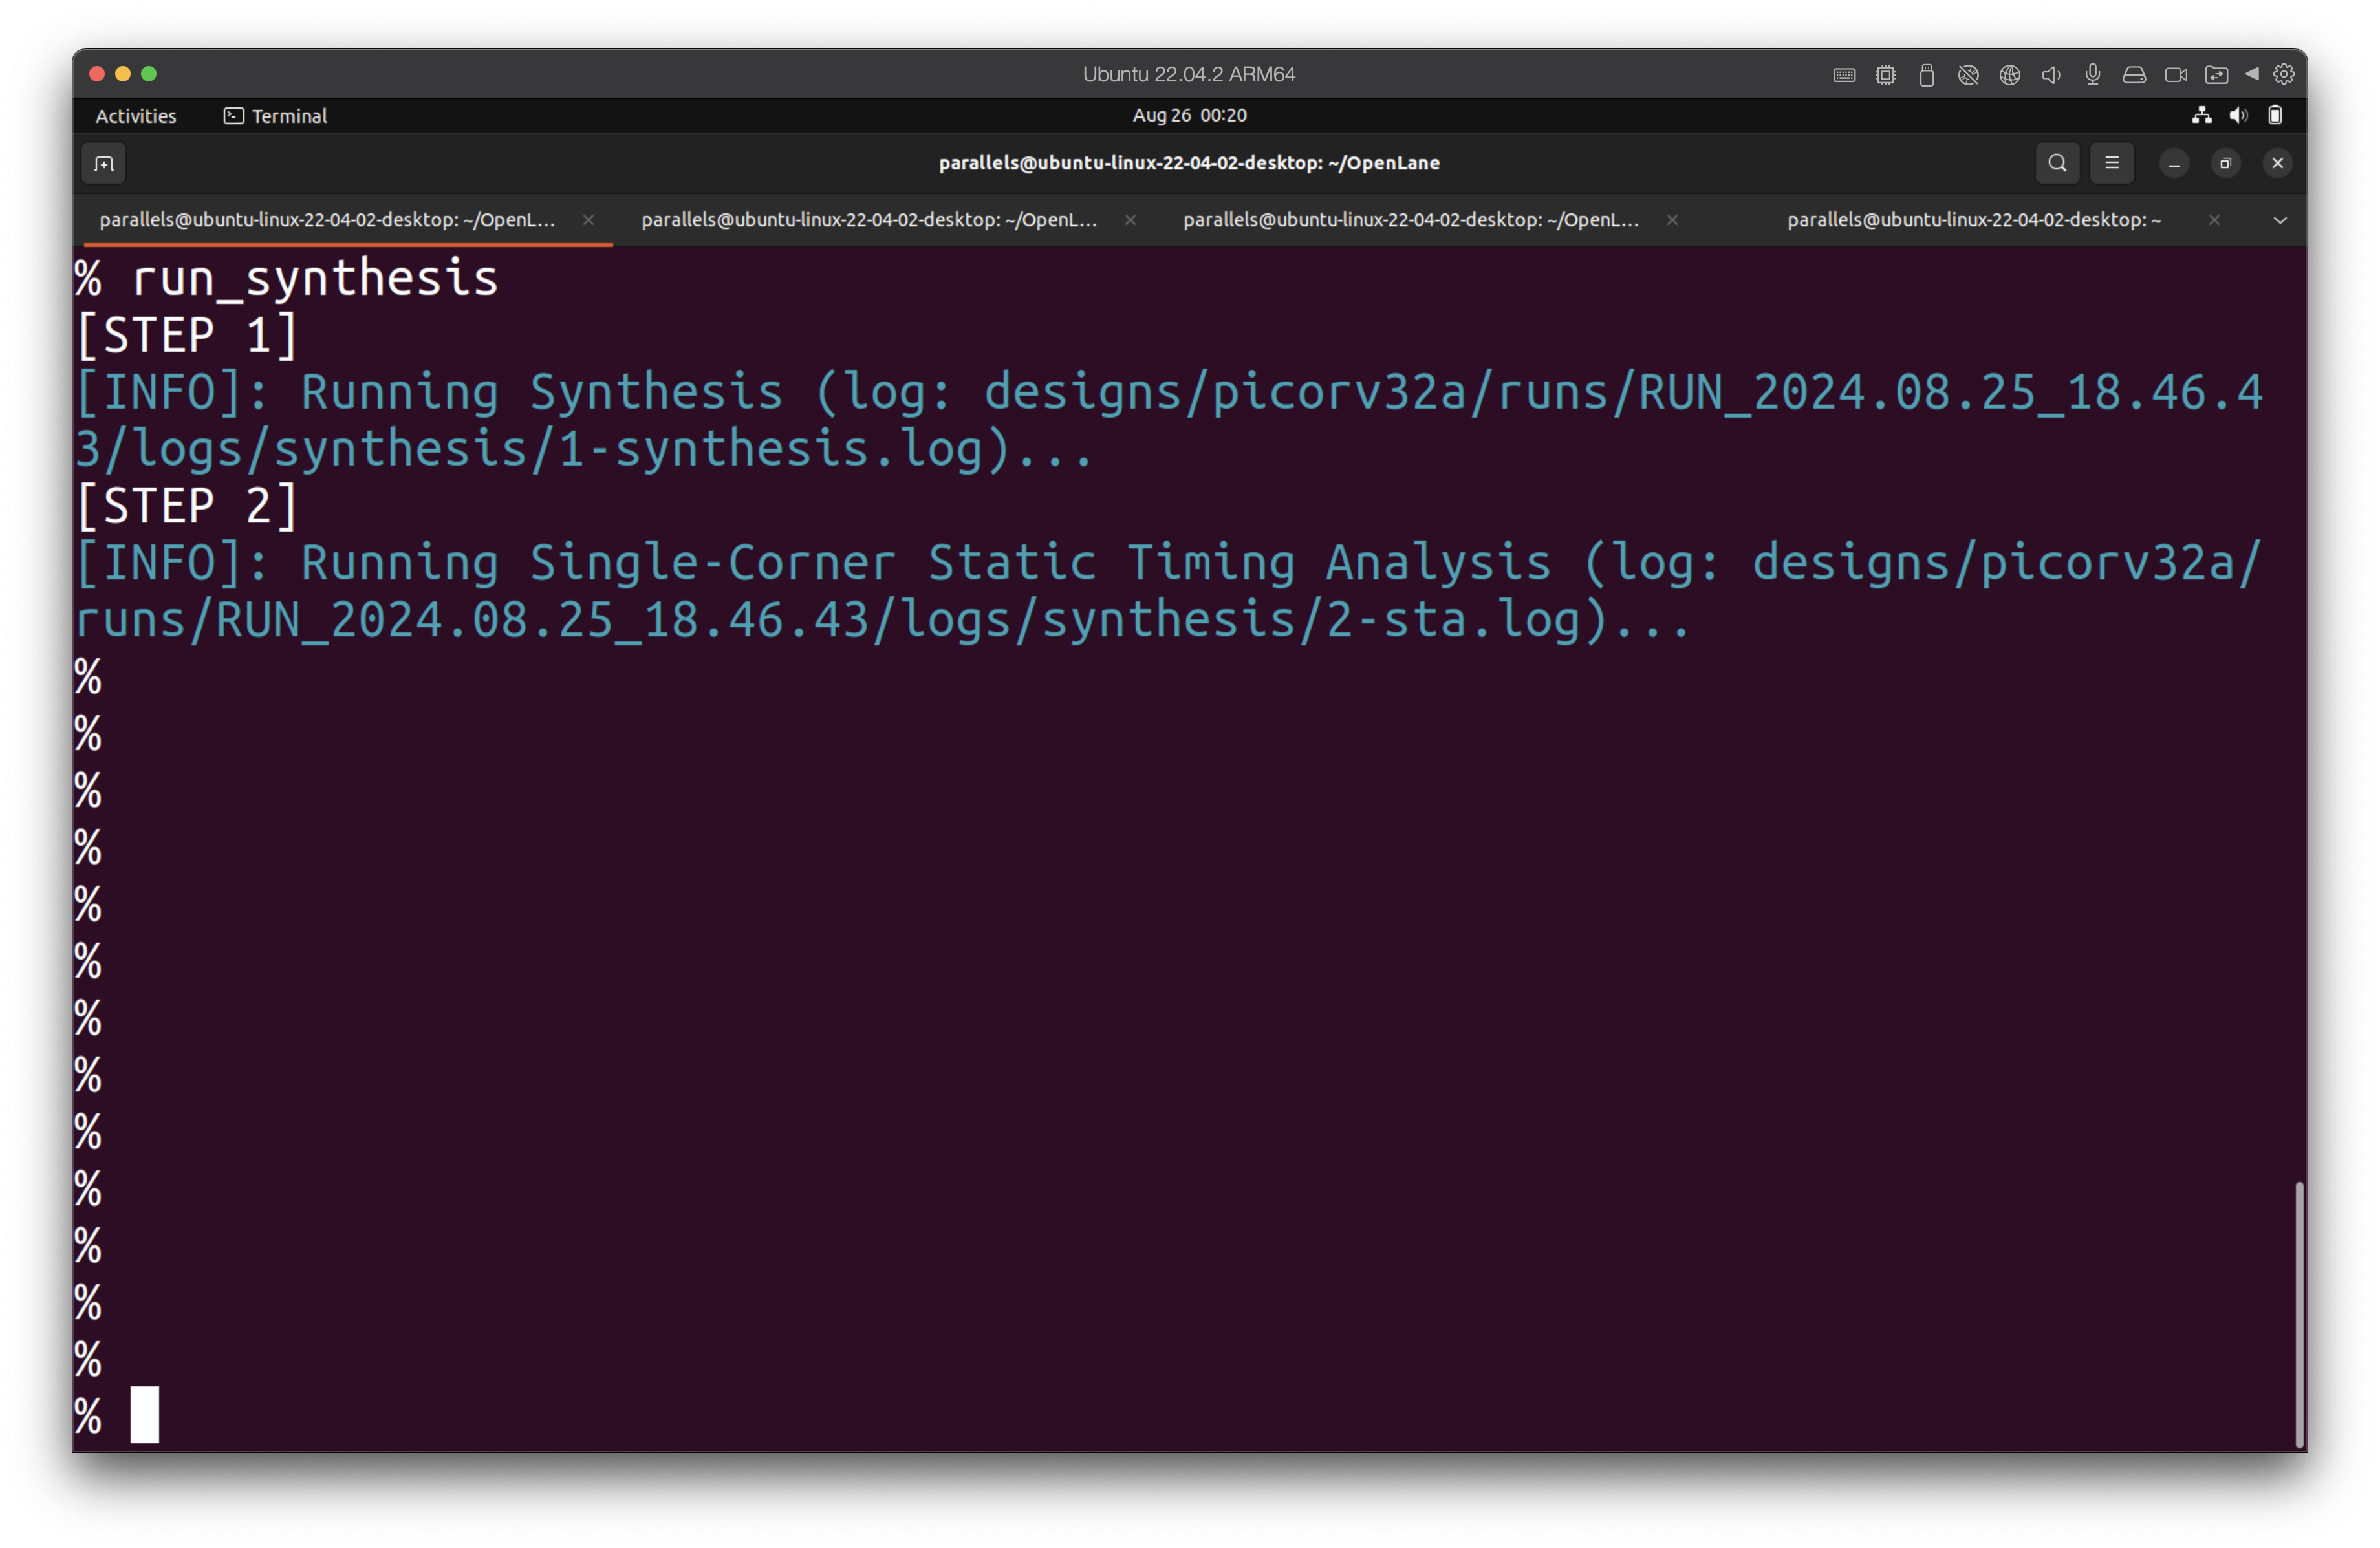 Ubuntu 22.04.2 ARM64
Activities Terminal Aug 26 00:20
parallels@ubuntu-linux-22-04-02-desktop: ~/OpenLane
parallels@ubuntu-linux-22-04-02-desktop: ~/OpenL... parallels@ubuntu-linux-22-04-02-desktop: ~/OpenL... parallels@ubuntu-linux-22-04-02-desktop: ~/OpenL... parallels@ubuntu-linux-22-04-02-desktop: ~
% run_synthesis
[STEP 1]
[INFO]: Running Synthesis (log: designs/picorv32a/runs/RUN_2024.08.25_18.46.4
3/logs/synthesis/1-synthesis.log)...
[STEP 2]
[INFO]: Running Single-Corner Static Timing Analysis (log: designs/picorv32a/
runs/RUN_2024.08.25_18.46.43/logs/synthesis/2-sta.log)...
%
%
%
%
%
%
%
%
%
%
%
%
%
%